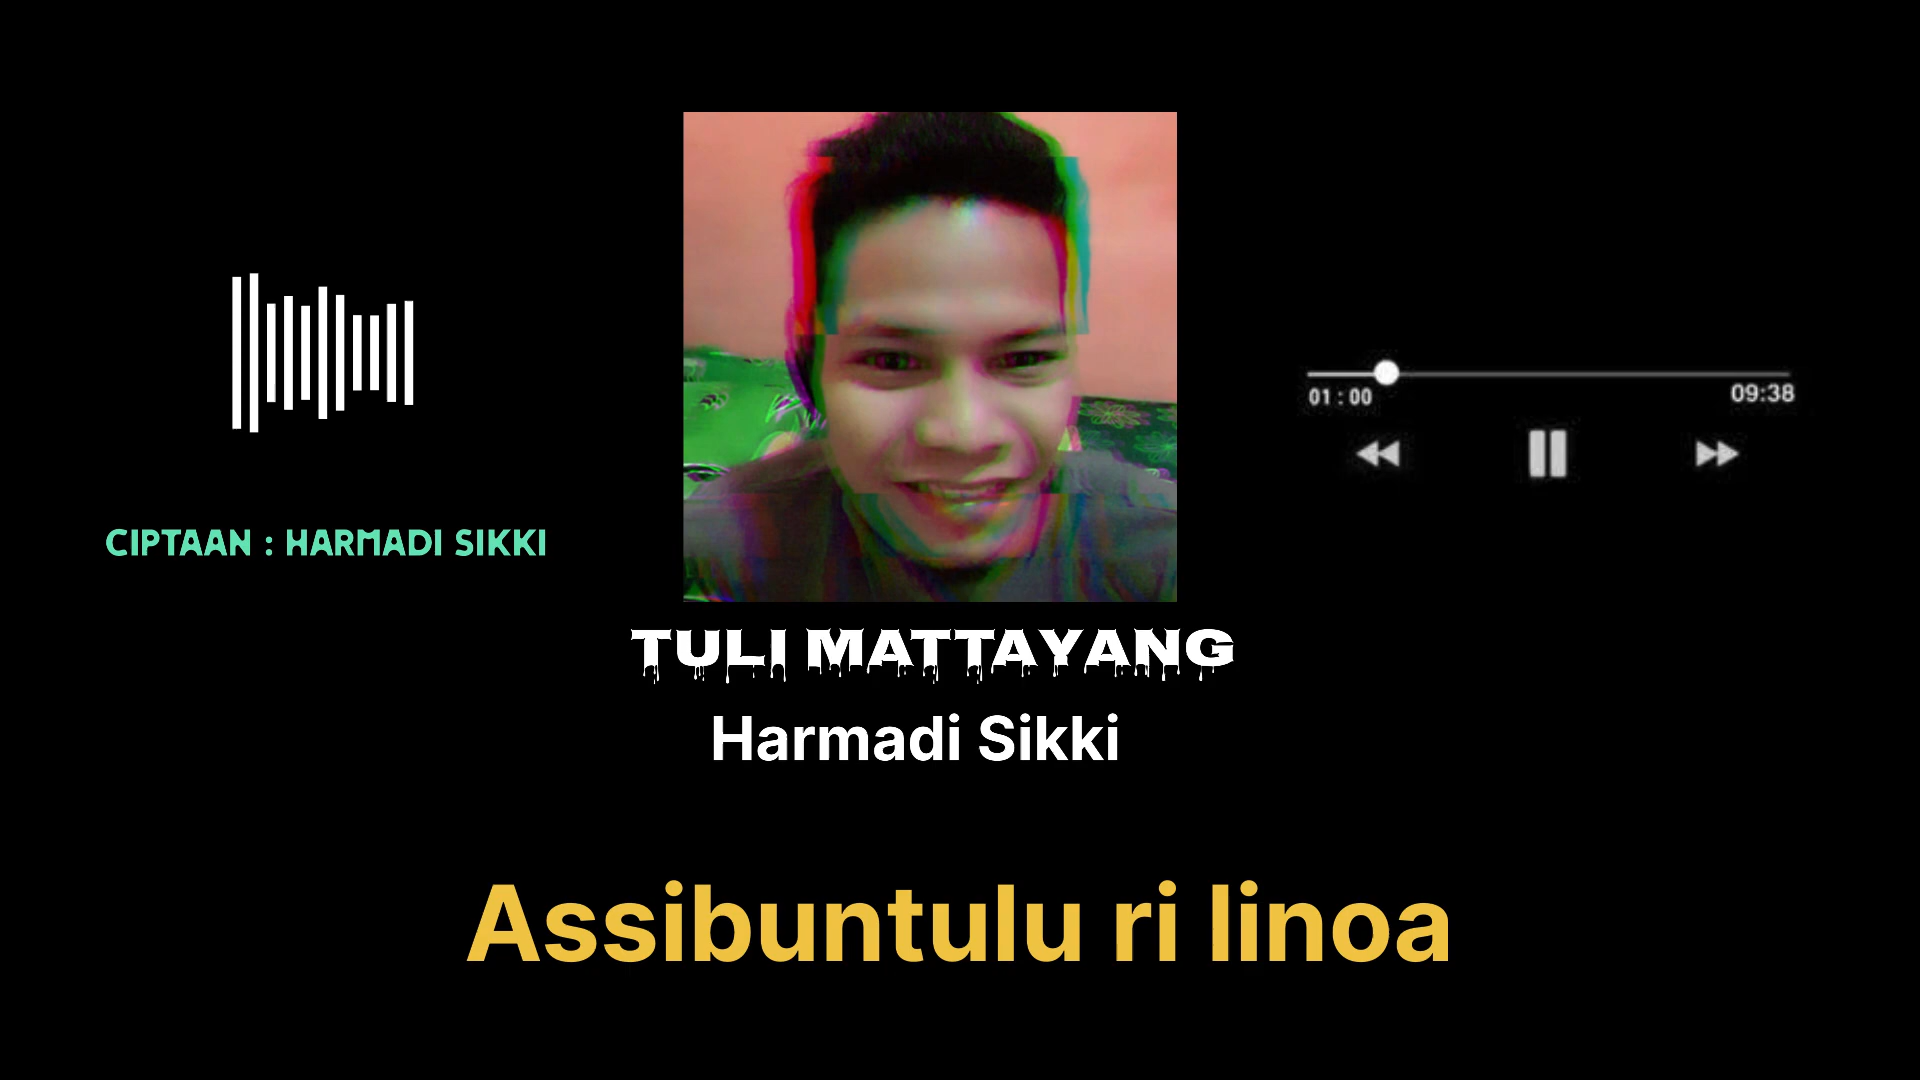 CIPTAAN : HARMADI SIKKI
TULI MATTAYANG
Harmadi Sikki
01 : 00
09:38
Assibuntulu ri linoa